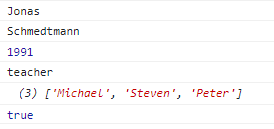 Jonas
Schmedtmann
1991
teacher
(3) ['Michael', 'Steven', 'Peter']
true